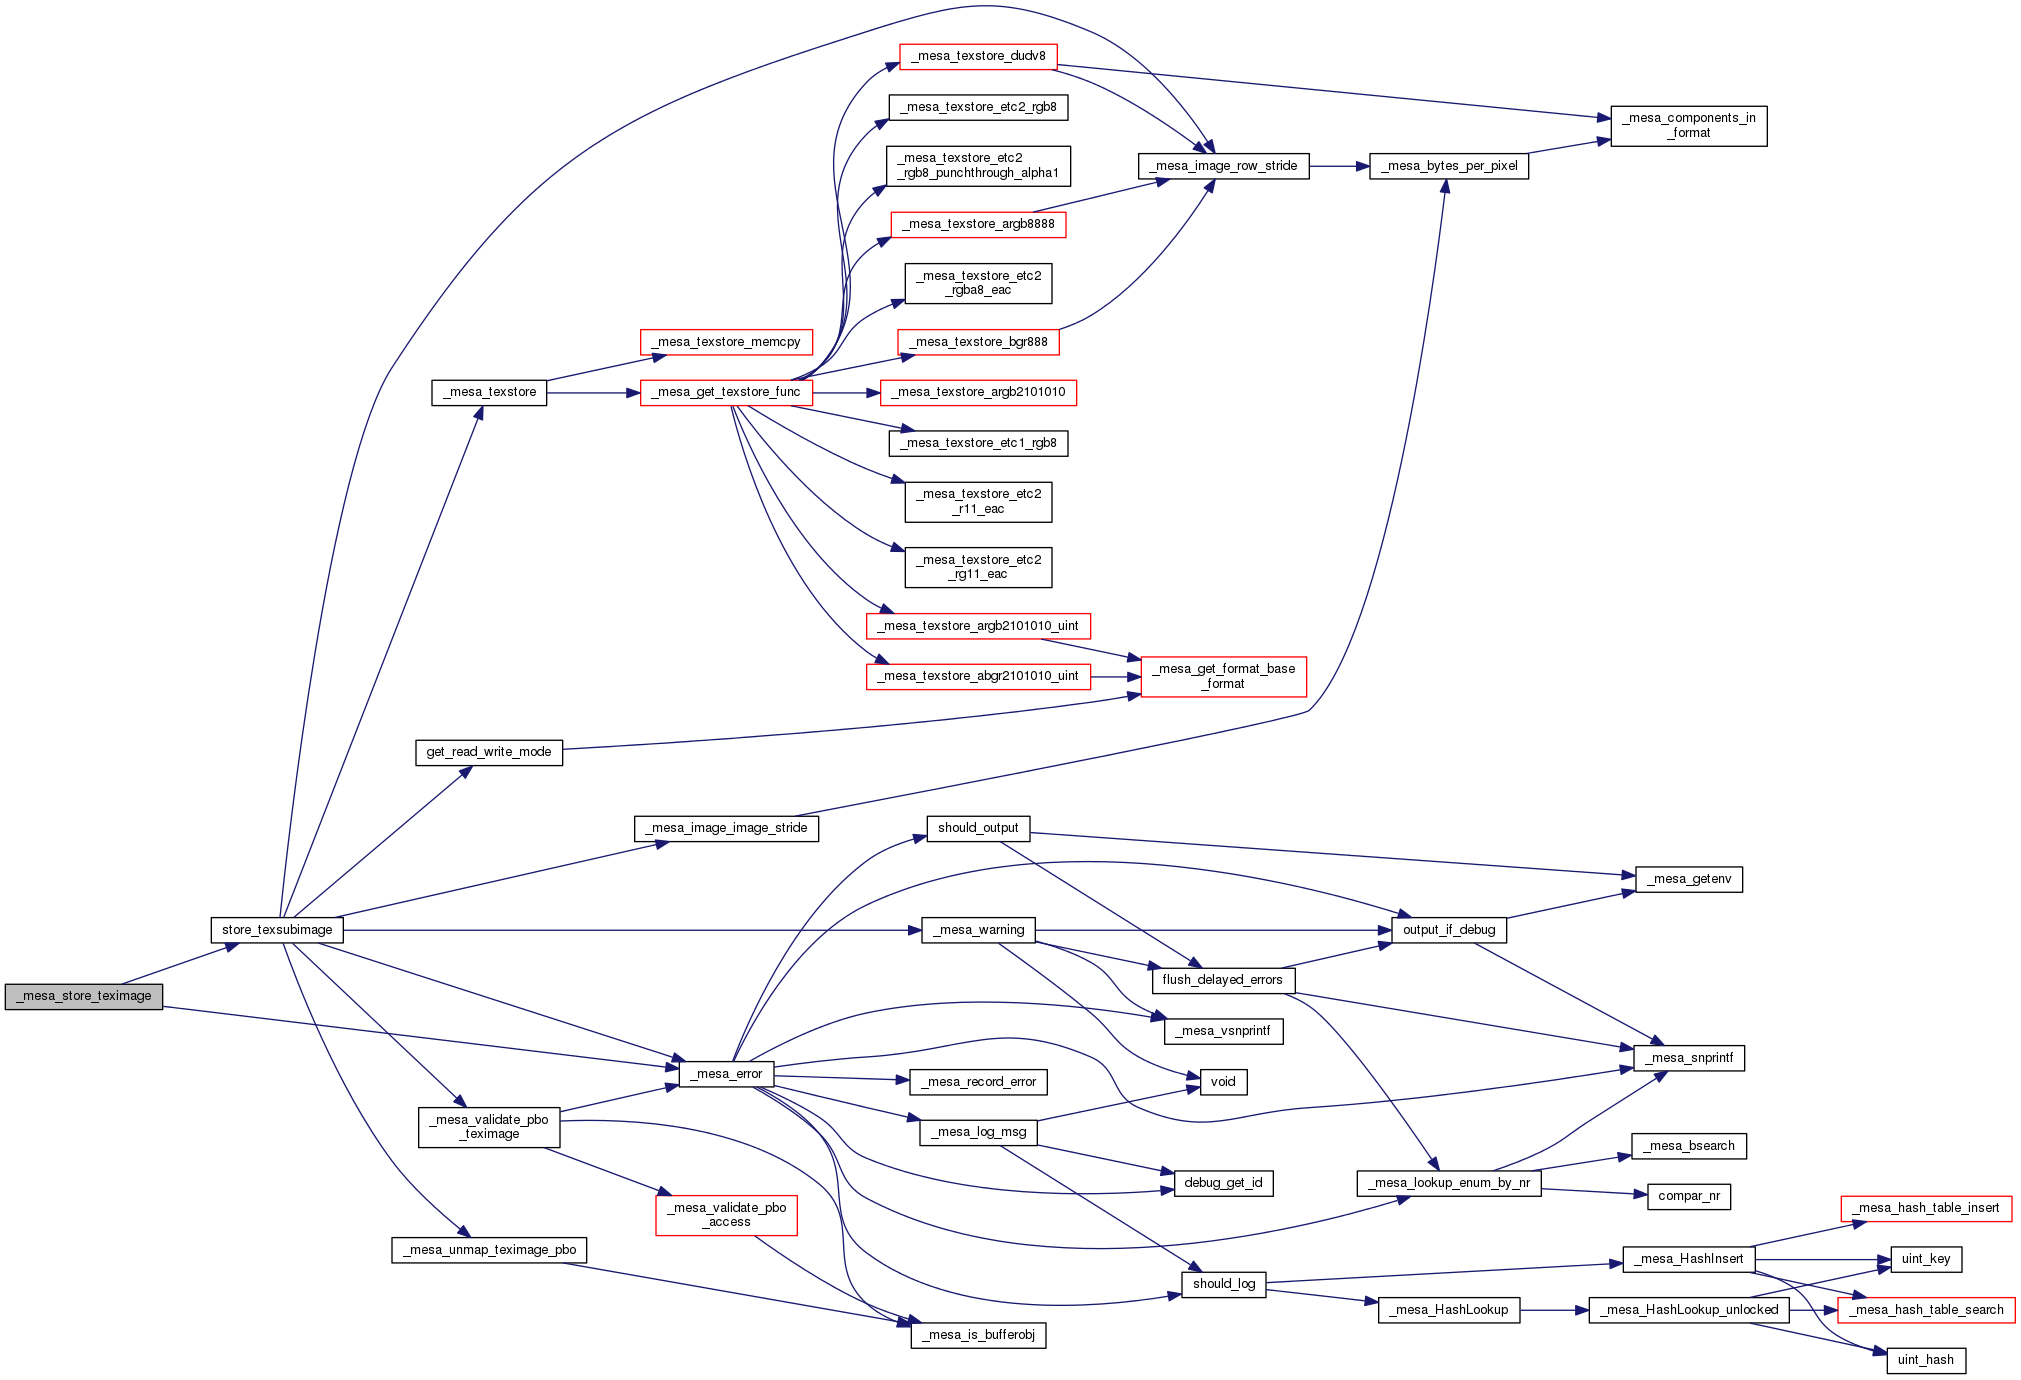 _mesa_texstore_dudv8
_mesa_texstore_etc2_rgb8
_mesa_components_in
_format
_mesa_texstore_etc2
_rgb8_punchthrough_alpha1
_mesa_image_row_stride
_mesa_bytes_per_pixel
_mesa_texstore_argb8888
_mesa_texstore_etc2
_rgba8_eac
_mesa_texstore_memcpy
_mesa_texstore_bgr888
_mesa_texstore
_mesa_get_texstore_func
_mesa_texstore_argb2101010
_mesa_texstore_etc1_rgb8
_mesa_texstore_etc2
_r11_eac
_mesa_texstore_etc2
_rg11_eac
_mesa_texstore_argb2101010_uint
_mesa_texstore_abgr2101010_uint
_mesa_get_format_base
_format
get_read_write_mode
_mesa_image_image_stride
should_output
_mesa_getenv
store_texsubimage
_mesa_warning
output_if_debug
flush_delayed_errors
_mesa_store_teximage
_mesa_vsnprintf
_mesa_snprintf
_mesa_error
_mesa_record_error
void
_mesa_validate_pbo
_teximage
_mesa_log_msg
_mesa_bsearch
debug_get_id
_mesa_lookup_enum_by_nr
compar_nr
_mesa_validate_pbo
_access
_mesa_hash_table_insert
_mesa_unmap_teximage_pbo
_mesa_HashInsert
uint_key
should_log
_mesa_HashLookup
_mesa_HashLookup_unlocked
_mesa_hash_table_search
_mesa_is_bufferobj
uint_hash